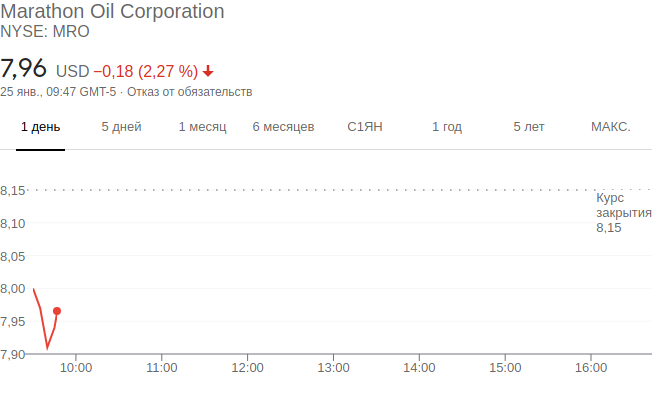 Marathon Oil Corporation
NYSE: MRO
7,96 USD −0,18 (2,27 %)
25 янв., 09:47 GMT-5 · Отказ от обязательств
1 день 5 дней 1 месяц 6 месяцев С1ЯН 1 год 5 лет МАКС.
8,15
Курс
закрытия
8,15
8,10
8,05
8,00
7,95
7,90
10:00 11:00 12:00 13:00 14:00 15:00 16:00